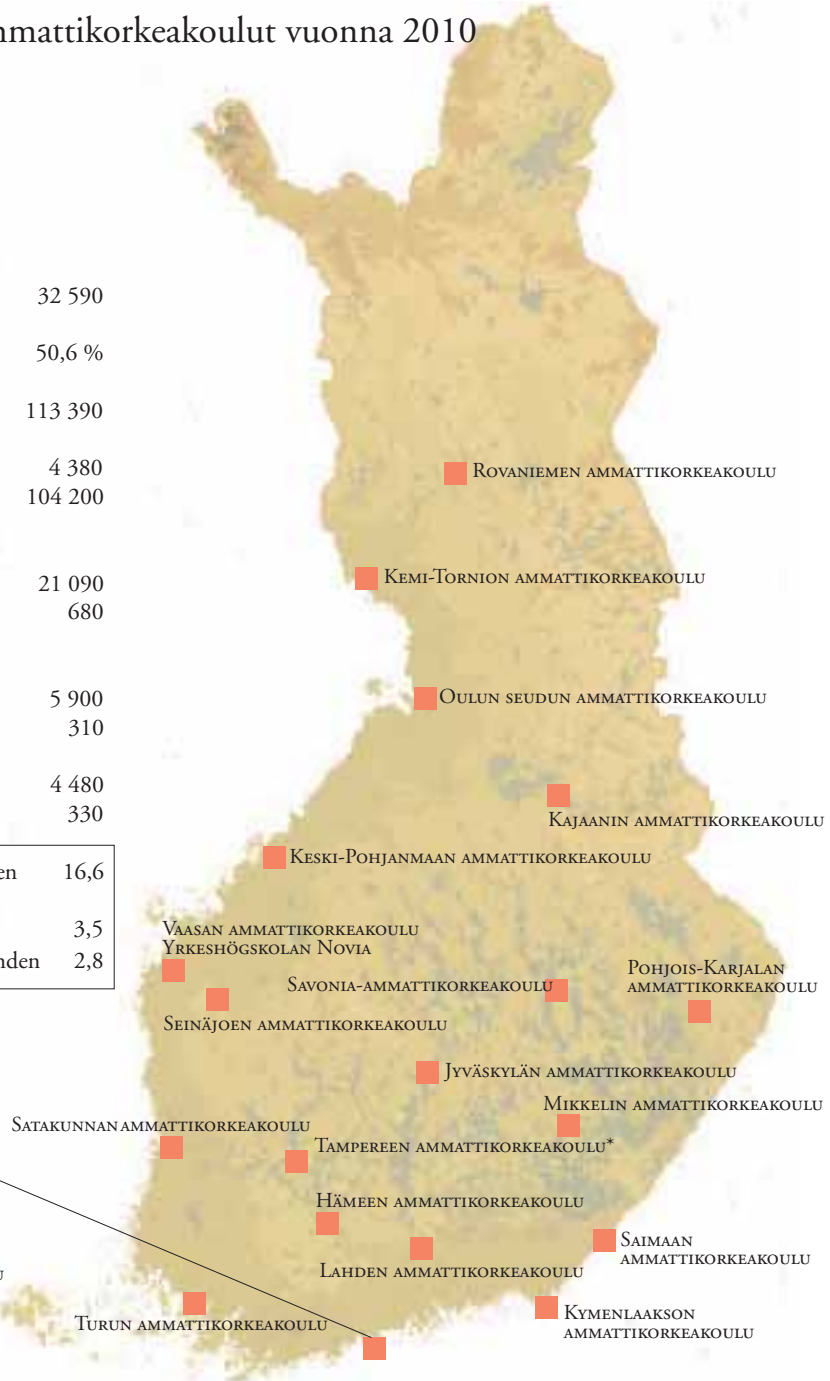 mmattikorkeakoulut vuonna 2010
32 590
50,6 %
113 390
4 380
104 200
21 090
680
5 900
310
4 480
330
en 16,6
3,5
nden 2,8
Rovaniemen ammattikorkeakoulu
Kemi-Tornion ammattikorkeakoulu
Oulun seudun ammattikorkeakoulu
Kajaanin ammattikorkeakoulu
Keski-Pohjanmaan ammattikorkeakoulu
Vaasan ammattikorkeakoulu
Yrkeshögskolan Novia
Savonia-ammattikorkeakoulu
Pohjois-Karjalan
ammattikorkeakoulu
Seinäjoen ammattikorkeakoulu
Jyväskylän ammattikorkeakoulu
Mikkelin ammattikorkeakoulu
Satakunnan ammattikorkeakoulu
Tampereen ammattikorkeakoulu*
Hämeen ammattikorkeakoulu
Saimaan
ammattikorkeakoulu
Lahden ammattikorkeakoulu
u
Turun ammattikorkeakoulu
Kymenlaakson
ammattikorkeakoulu